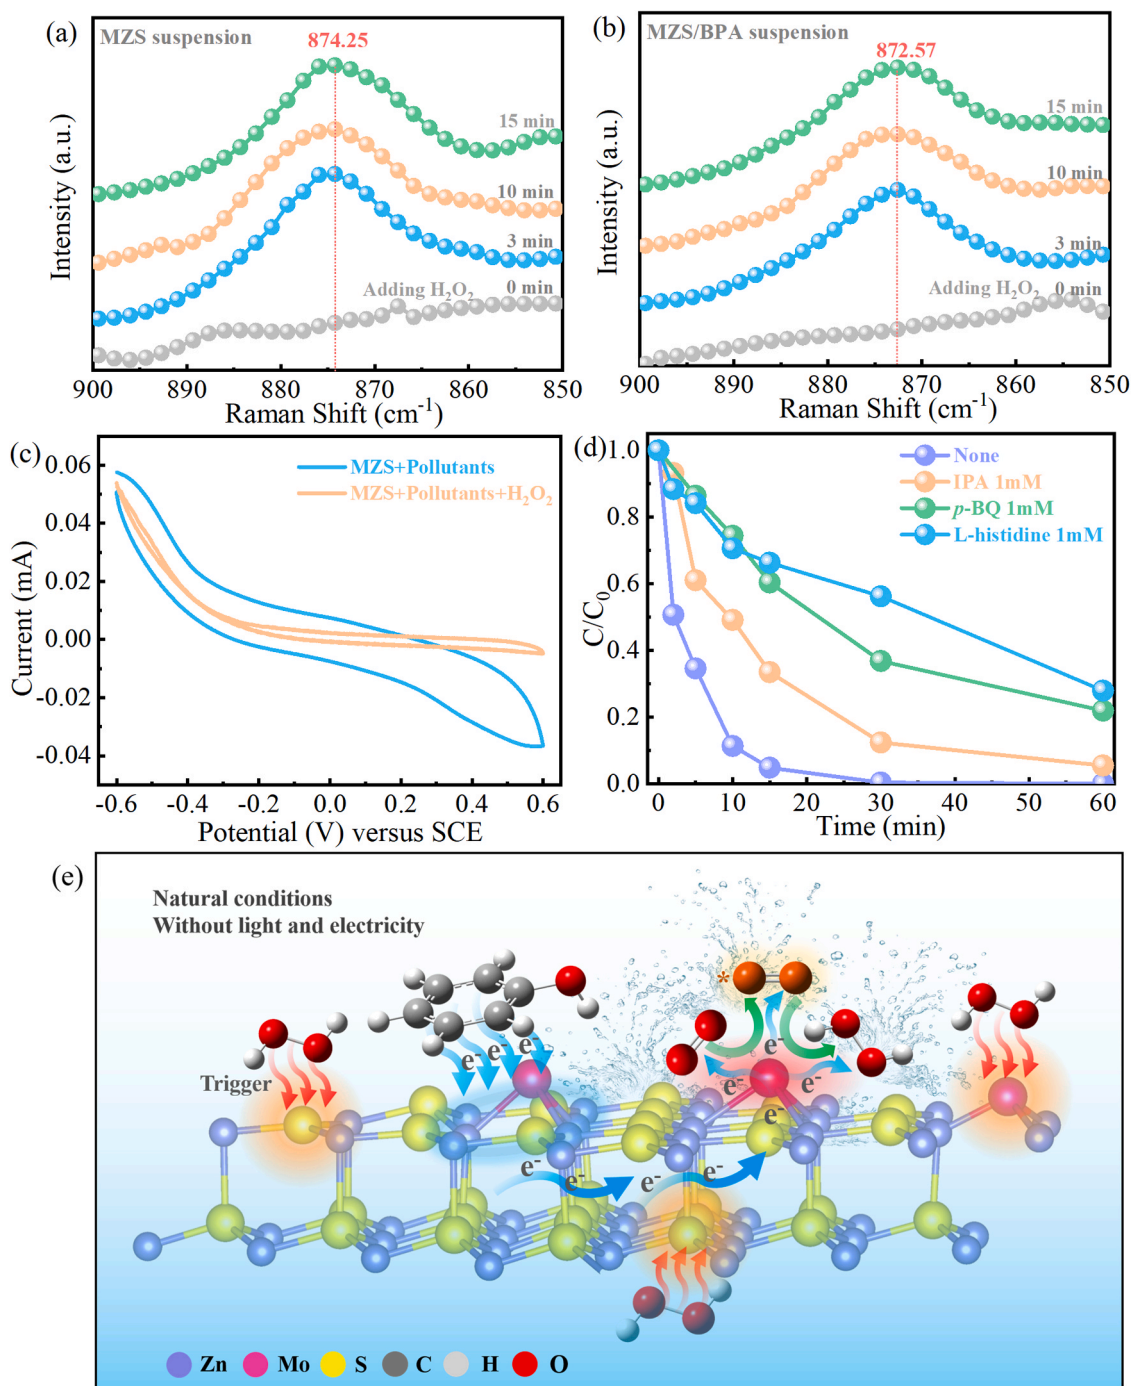 (a)
MZS suspension
874.25
15 min
10 min
3 min
Adding H₂O₂
0 min
Intensity (a.u.)
900 890 880 870 860 850
Raman Shift (cm⁻¹)
(b)
MZS/BPA suspension
872.57
15 min
10 min
3 min
Adding H₂O₂
0 min
Intensity (a.u.)
900 890 880 870 860 850
Raman Shift (cm⁻¹)
(c)
MZS+Pollutants
MZS+Pollutants+H₂O₂
0.06
0.04
0.02
0.00
-0.02
-0.04
Current (mA)
-0.6 -0.4 -0.2 0.0 0.2 0.4 0.6
Potential (V) versus SCE
(d)
None
IPA 1mM
p-BQ 1mM
L-histidine 1mM
1.0
0.8
0.6
0.4
0.2
0.0
C/C₀
0 10 20 30 40 50 60
Time (min)
(e)
Natural conditions
Without light and electricity
*
Trigger
e⁻ e⁻ e⁻
e⁻
e⁻ e⁻
e⁻
e⁻ e⁻ e⁻
Zn Mo S C H O